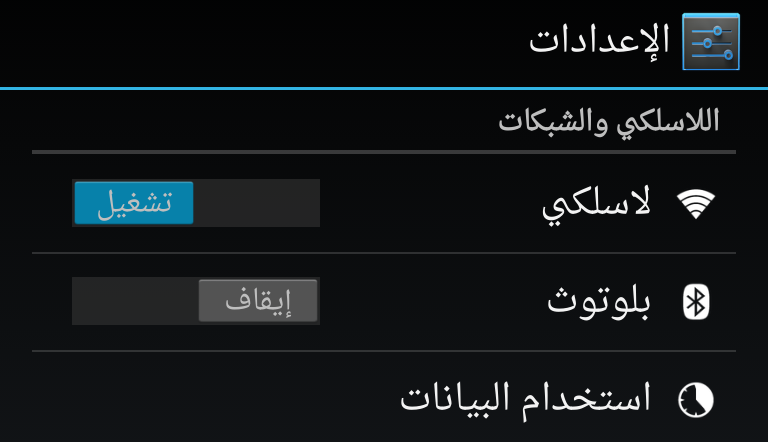 الإعدادات
اللاسلكي والشبكات
لاسلكي
تشغيل
بلوتوث
إيقاف
استخدام البيانات